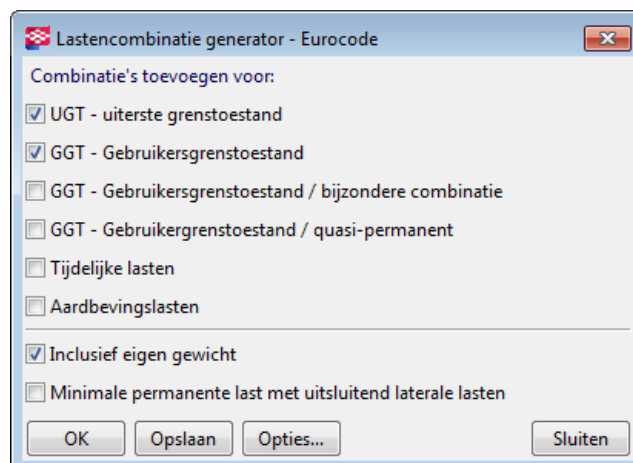 Lastencombinatie generator - Eurocode
Combinatie's toevoegen voor:
UGT - uiterste grenstoestand
GGT - Gebruikersgrenstoestand
GGT - Gebruikersgrenstoestand / bijzondere combinatie
GGT - Gebruikergrenstoestand / quasi-permanent
Tijdelijke lasten
Aardbevingslasten
Inclusief eigen gewicht
Minimale permanente last met uitsluitend laterale lasten
OK Opslaan Opties... Sluiten